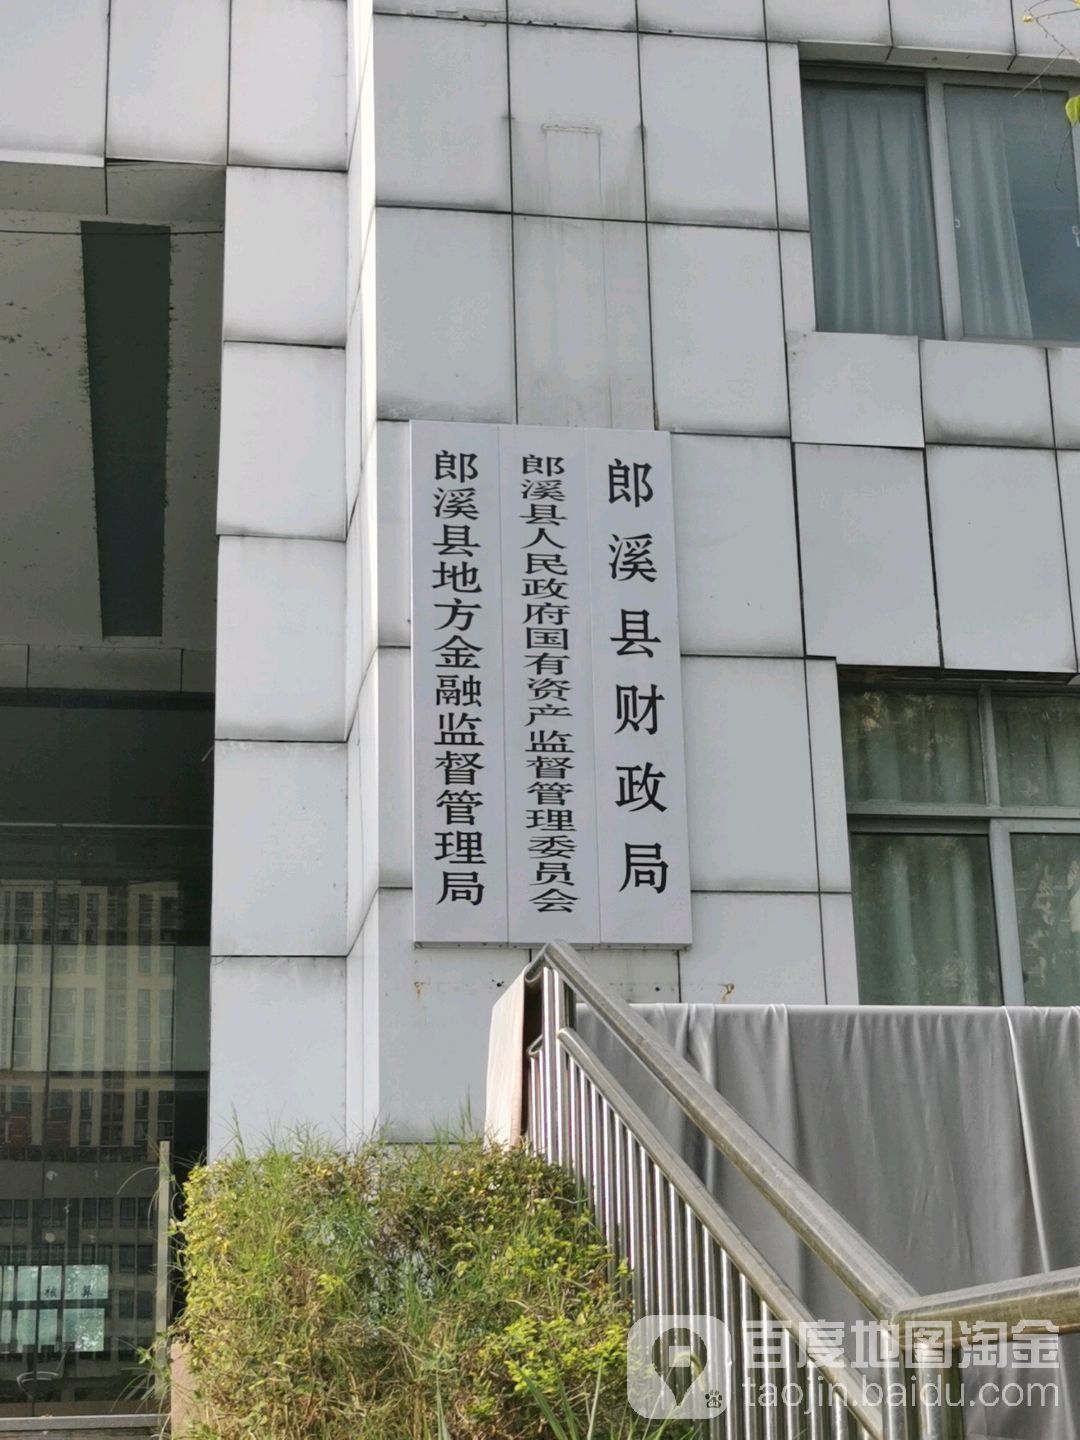 郎溪县财政局
郎溪县人民政府国有资产监督管理委员会
郎溪县地方金融监督管理局
核算
百度地图淘金
taojin.baidu.com